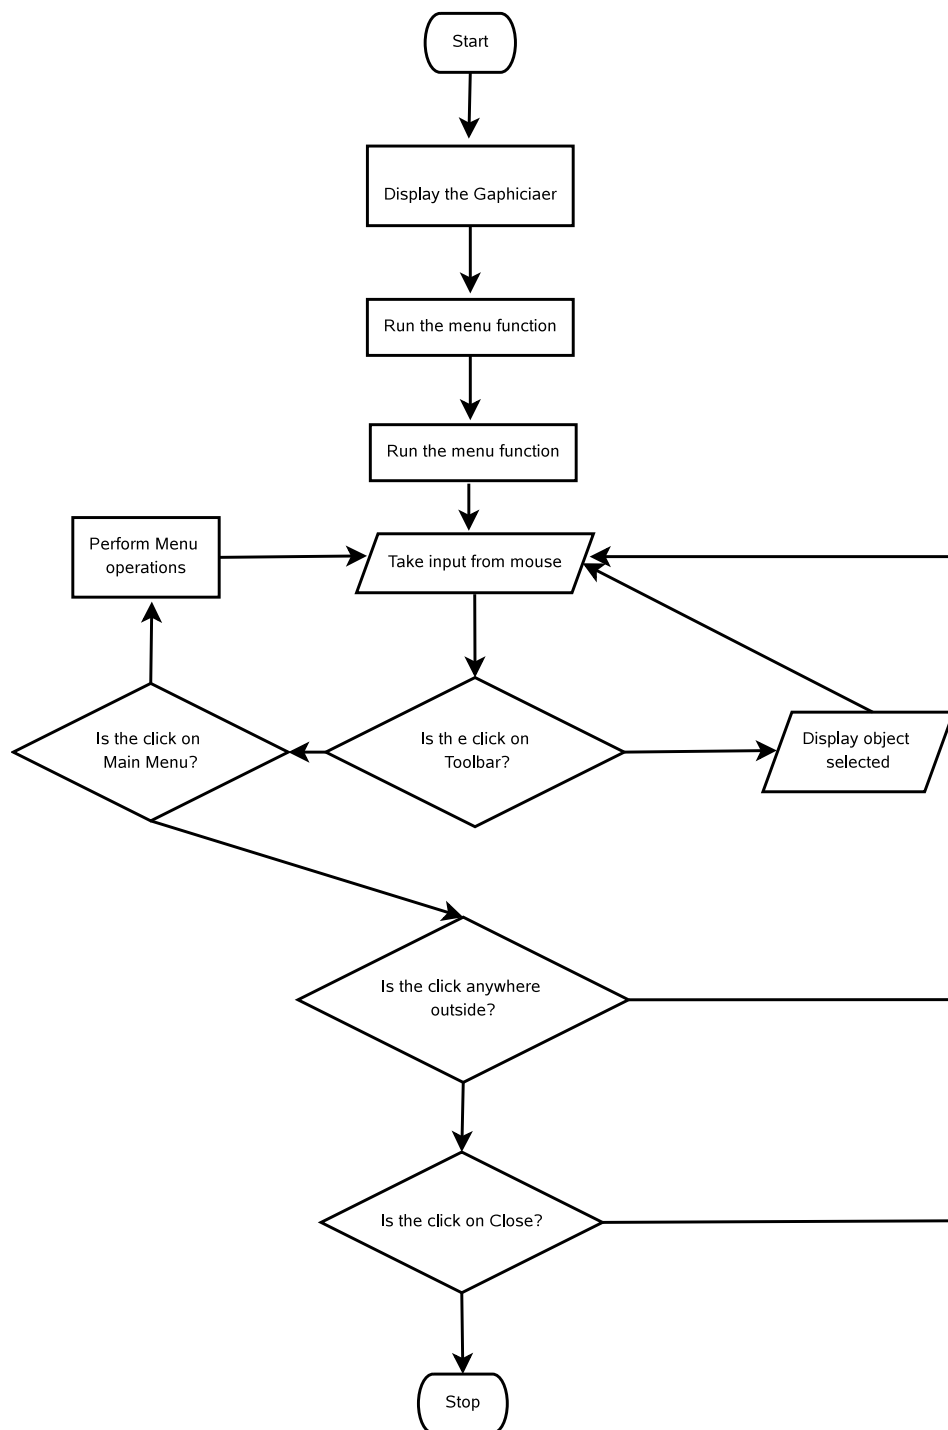 Start
Display the Gaphiciaer
Run the menu function
Run the menu function
Perform Menu
operations
Take input from mouse
Is the click on
Main Menu?
Is th e click on
Toolbar?
Display object
selected
Is the click anywhere
outside?
Is the click on Close?
Stop